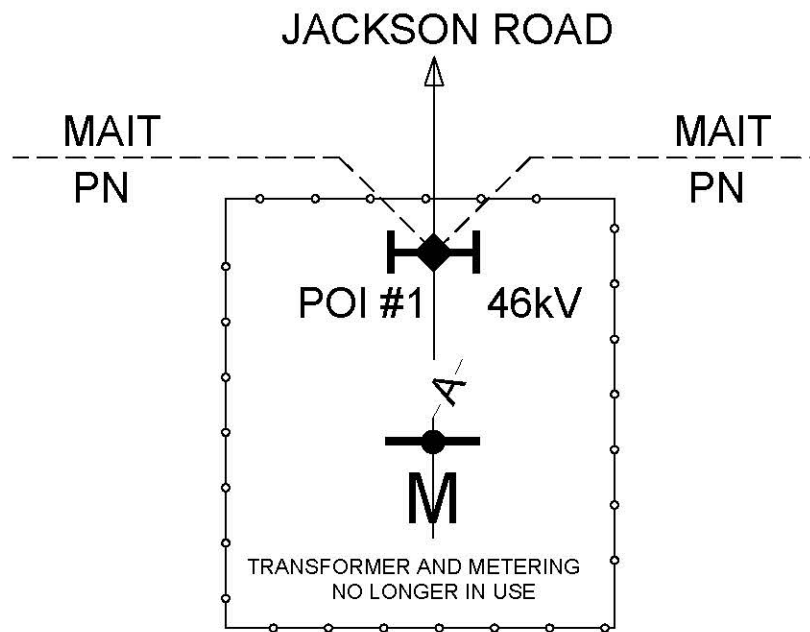 JACKSON ROAD
MAIT MAIT
PN PN
POI #1 46kV
A
M
TRANSFORMER AND METERING
NO LONGER IN USE